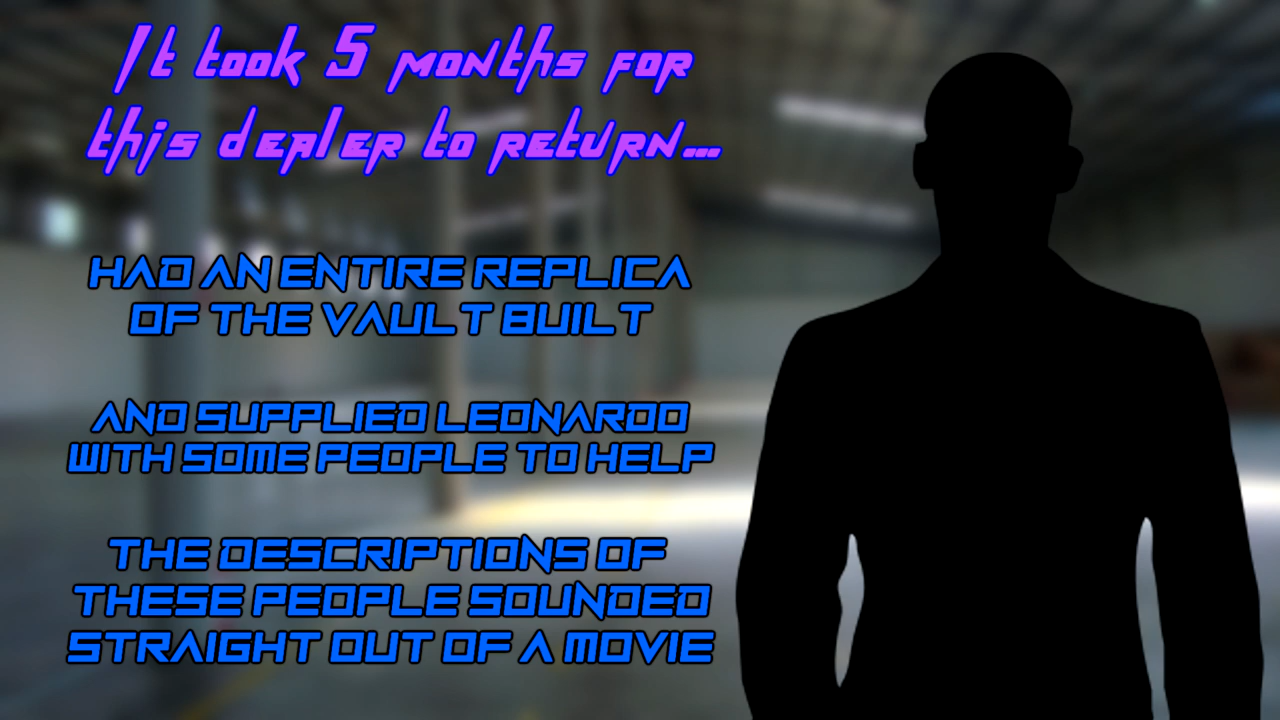 It took 5 months for
this dealer to return...
HAD AN ENTIRE REPLICA
OF THE VAULT BUILT
AND SUPPLIED LEONARDO
WITH SOME PEOPLE TO HELP
THE DESCRIPTIONS OF
THESE PEOPLE SOUNDED
STRAIGHT OUT OF A MOVIE